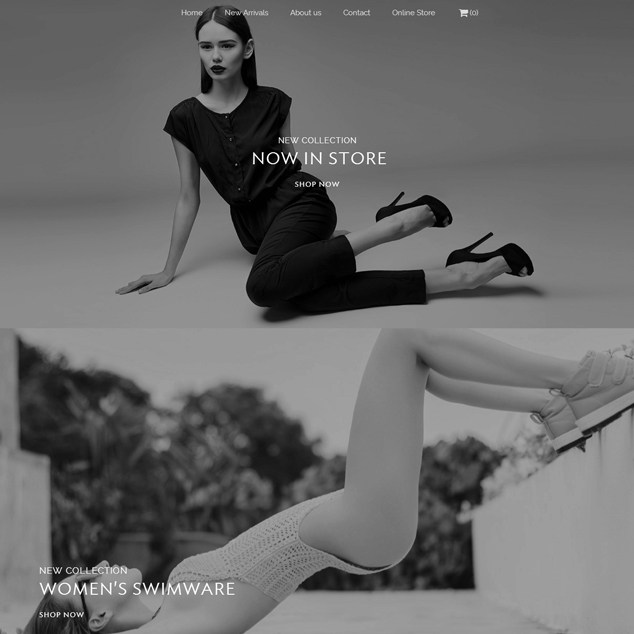 Home New Arrivals About us Contact Online Store (0)
NEW COLLECTION
NOW IN STORE
SHOP NOW
NEW COLLECTION
WOMEN'S SWIMWARE
SHOP NOW